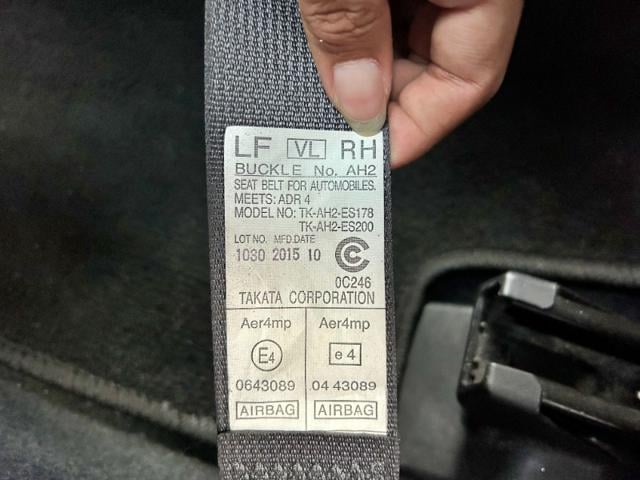 LF VL RH
BUCKLE No. AH2
SEAT BELT FOR AUTOMOBILES.
MEETS: ADR 4
MODEL NO: TK-AH2-ES178
TK-AH2-ES200
LOT NO. MFD.DATE
1030 2015 10
0C246
TAKATA CORPORATION
Aer4mp Aer4mp
E4 e4
0643089 04 43089
AIRBAG AIRBAG